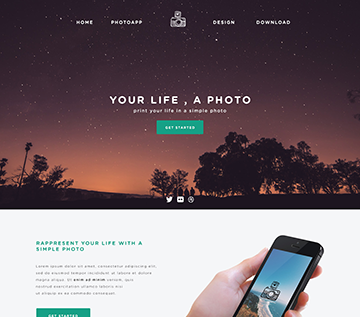 HOME PHOTOAPP DESIGN DOWNLOAD
YOUR LIFE , A PHOTO
print your life in a simple photo
GET STARTED
RAPPRESENT YOUR LIFE WITH A
SIMPLE PHOTO
Lorem ipsum dolor sit amet, consectetur adipiscing elit,
sed do eiusmod tempor incididunt ut labore et dolore
magna aliqua. Ut enim ad minim veniam, quis
nostrud exercitation ullamco laboris nisi
ut aliquip ex ea commodo consequat.
GET STARTED